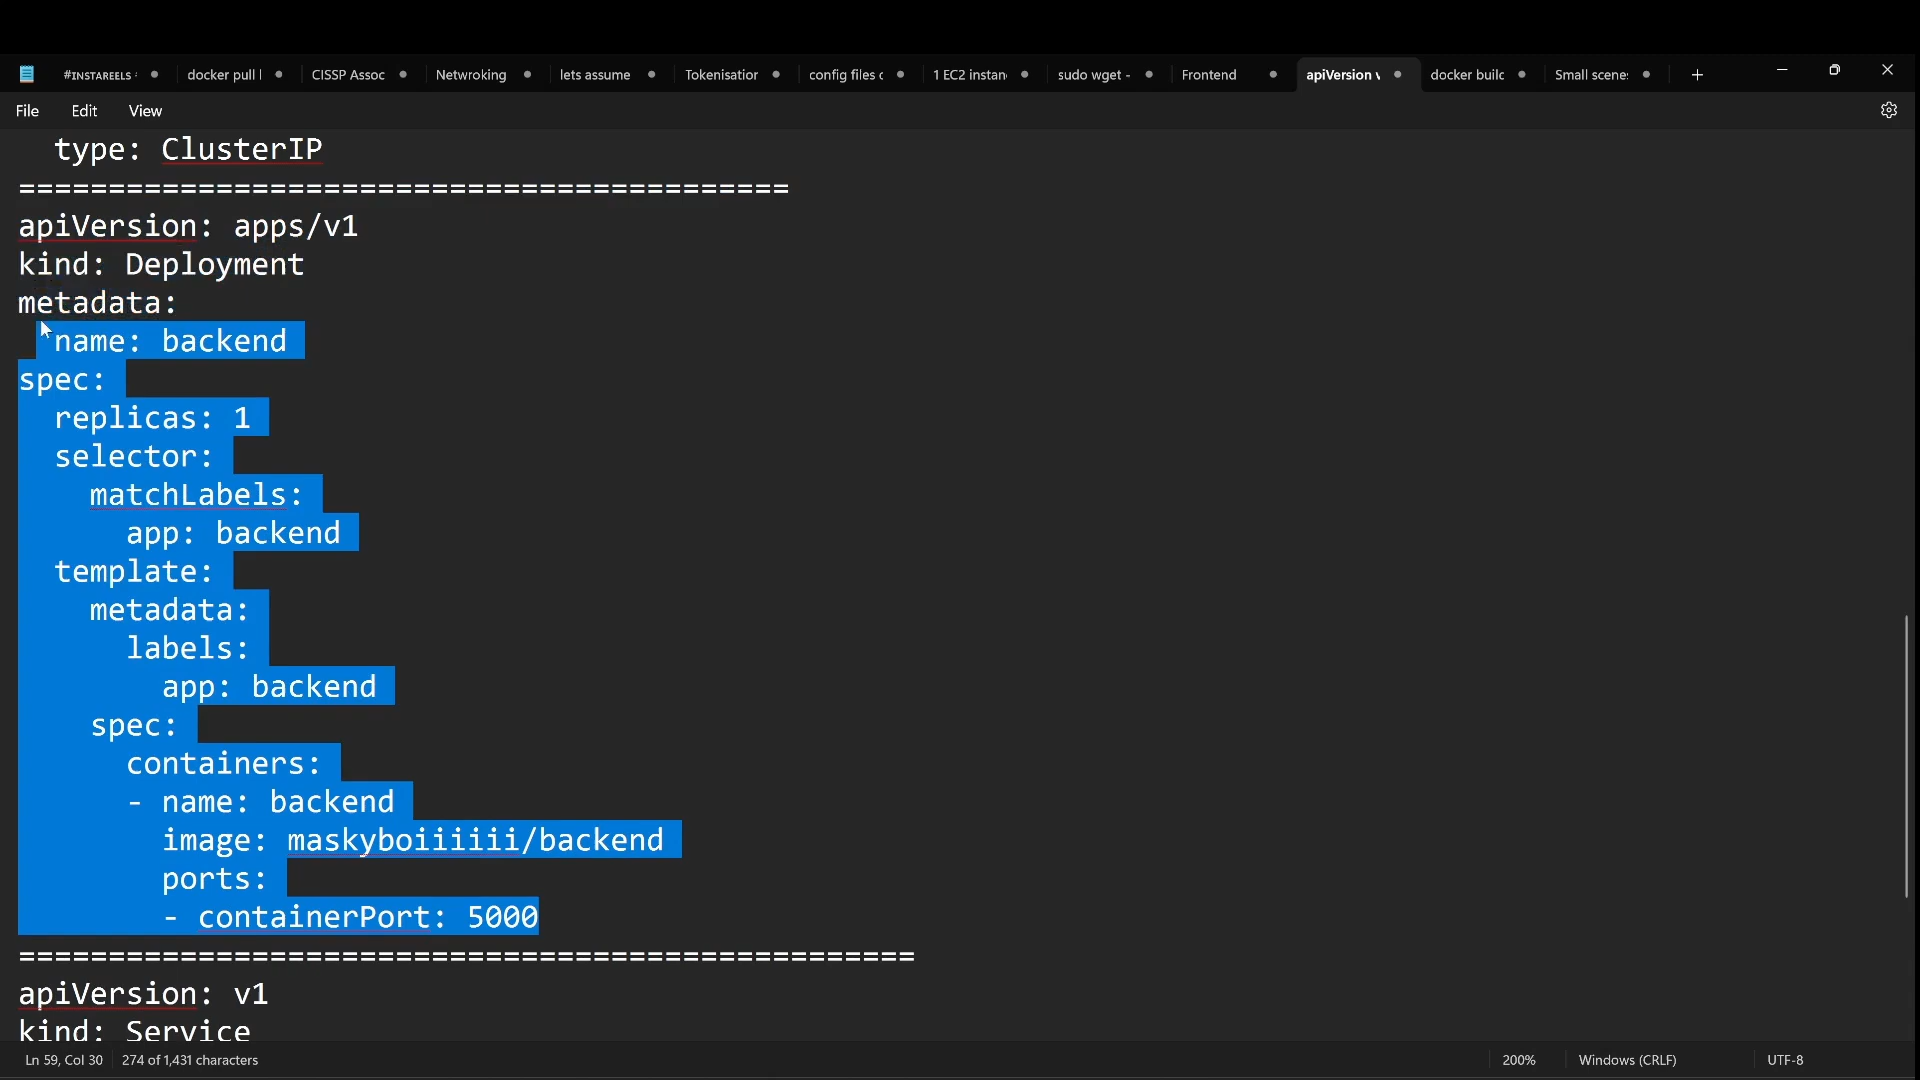 #INSTAREELS
docker pull
CISSP Assoc
Netwroking
lets assume
Tokenisation
config files
1 EC2 instan
sudo wget -
Frontend
apiVersion
docker builc
Small scene
File
Edit
View
type: ClusterIP
===========================================
apiVersion: apps/v1
kind: Deployment
metadata:
name: backend
spec:
replicas: 1
selector:
matchLabels:
app: backend
template:
metadata:
labels:
app: backend
spec:
containers:
- name: backend
image: maskyboiiiiii/backend
ports:
- containerPort: 5000
==================================================
apiVersion: v1
kind: Service
Ln 59, Col 30
274 of 1,431 characters
200%
Windows (CRLF)
UTF-8